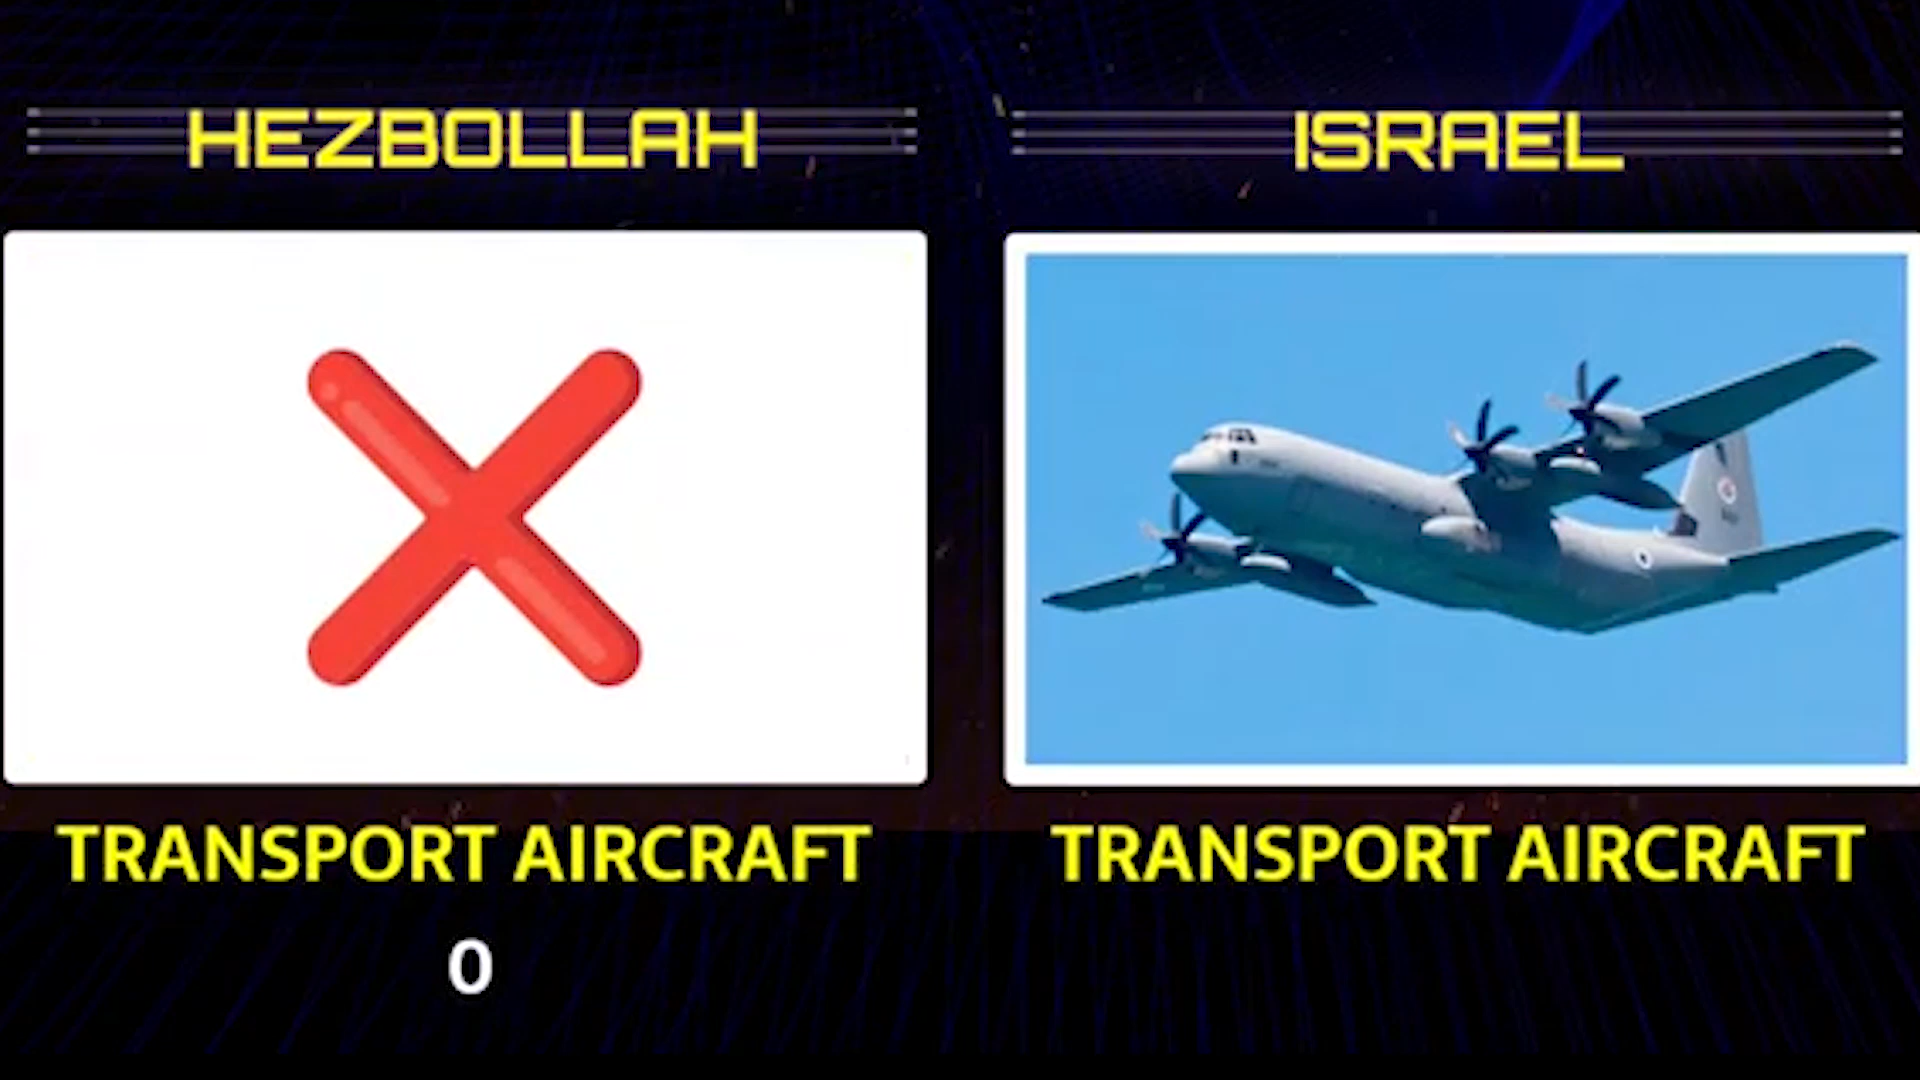 HEZBOLLAH
ISRAEL
TRANSPORT AIRCRAFT
TRANSPORT AIRCRAFT
0